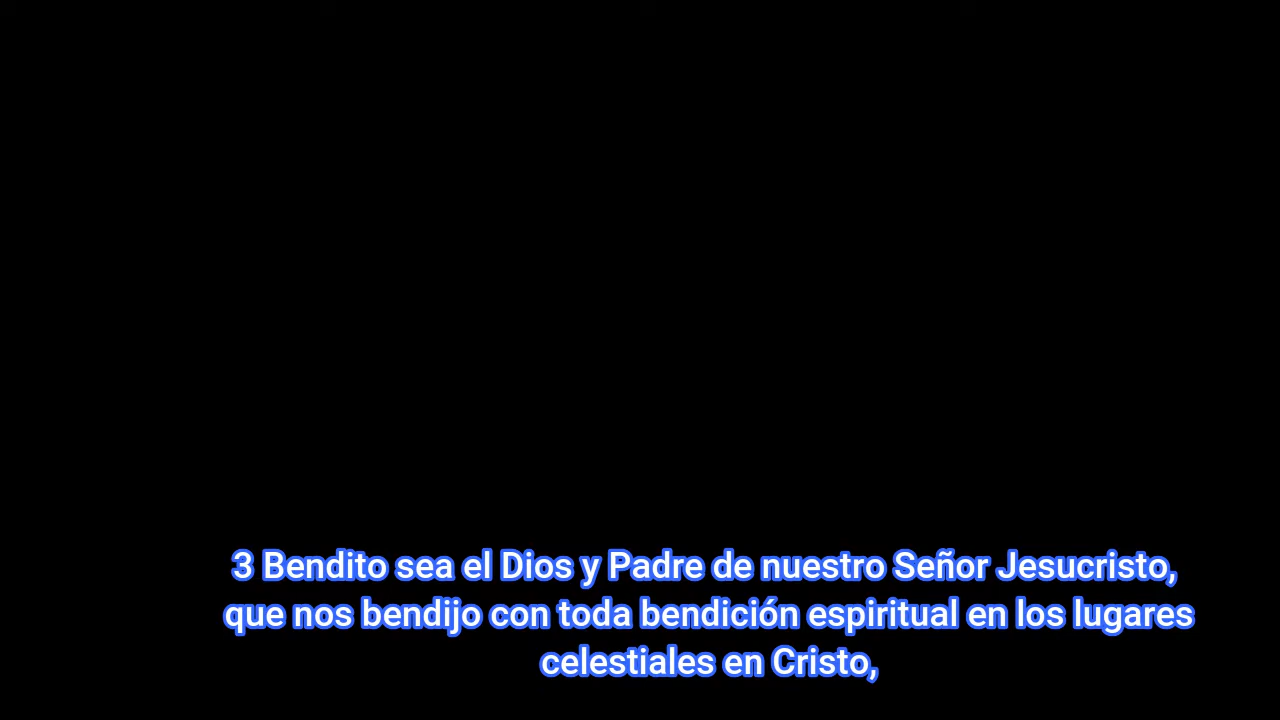 3 Bendito sea el Dios y Padre de nuestro Señor Jesucristo,
que nos bendijo con toda bendición espiritual en los lugares
celestiales en Cristo,